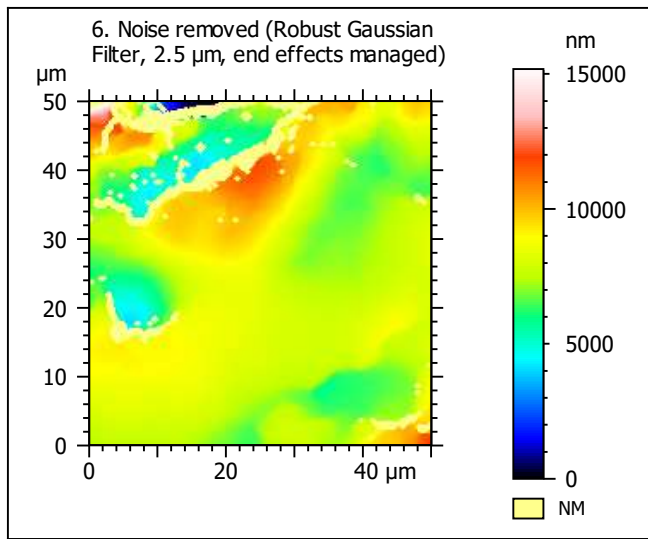 6. Noise removed (Robust Gaussian
Filter, 2.5 µm, end effects managed)
µm
50
40
30
20
10
0
0
20
40 µm
nm
15000
10000
5000
0
NM